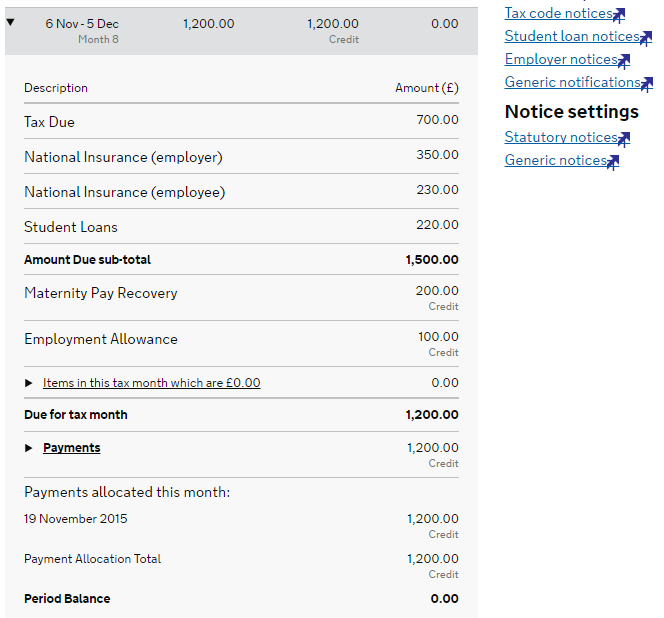 6 Nov - 5 Dec 1,200.00 1,200.00 0.00
Month 8 Credit
Description Amount (£)
Tax Due 700.00
National Insurance (employer) 350.00
National Insurance (employee) 230.00
Student Loans 220.00
Amount Due sub-total 1,500.00
Maternity Pay Recovery 200.00
Credit
Employment Allowance 100.00
Credit
Items in this tax month which are £0.00 0.00
Due for tax month 1,200.00
Payments 1,200.00
Credit
Payments allocated this month:
19 November 2015 1,200.00
Credit
Payment Allocation Total 1,200.00
Credit
Period Balance 0.00
Tax code notices
Student loan notices
Employer notices
Generic notifications
Notice settings
Statutory notices
Generic notices